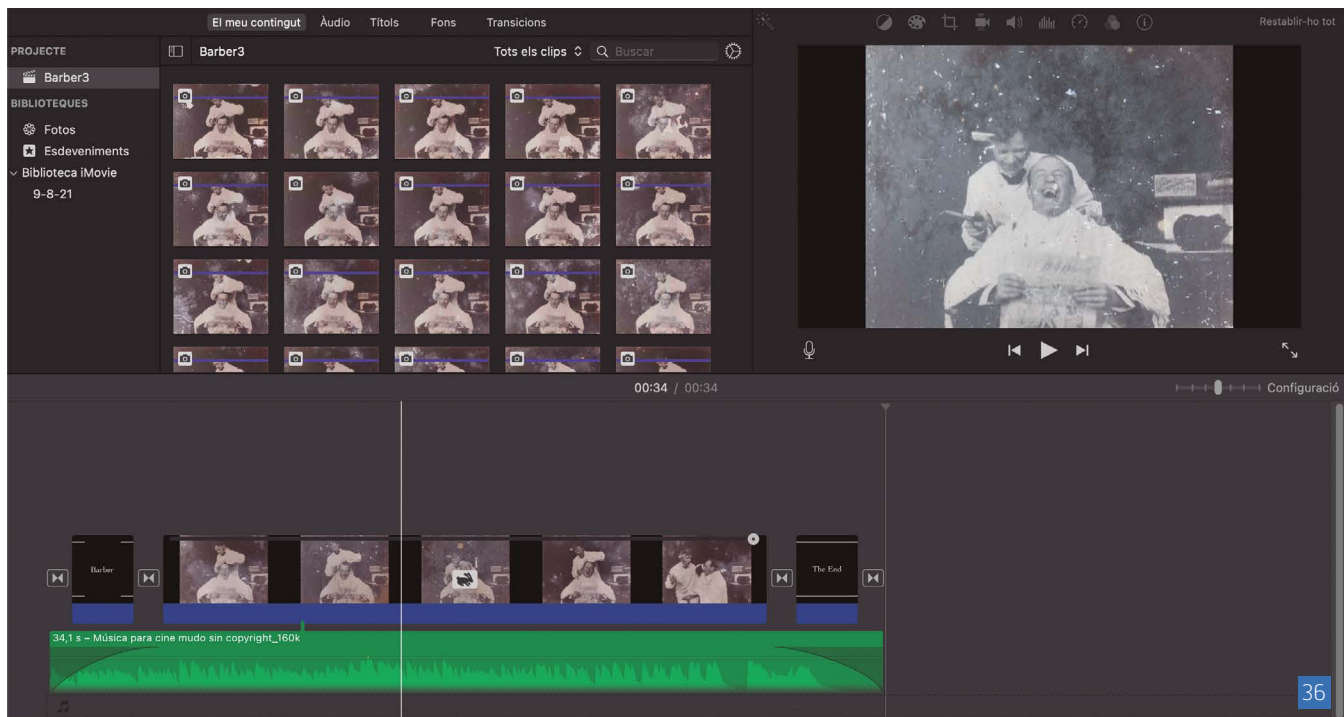 El meu contingut Àudio Títols Fons Transicions
Restablir-ho tot
PROJECTE
Barber3
Tots els clips
Buscar
Barber3
BIBLIOTEQUES
Fotos
Esdeveniments
Biblioteca iMovie
9-8-21
00:34 / 00:34
Configuració
Barber
The End
34,1 s – Música para cine mudo sin copyright_160k
36